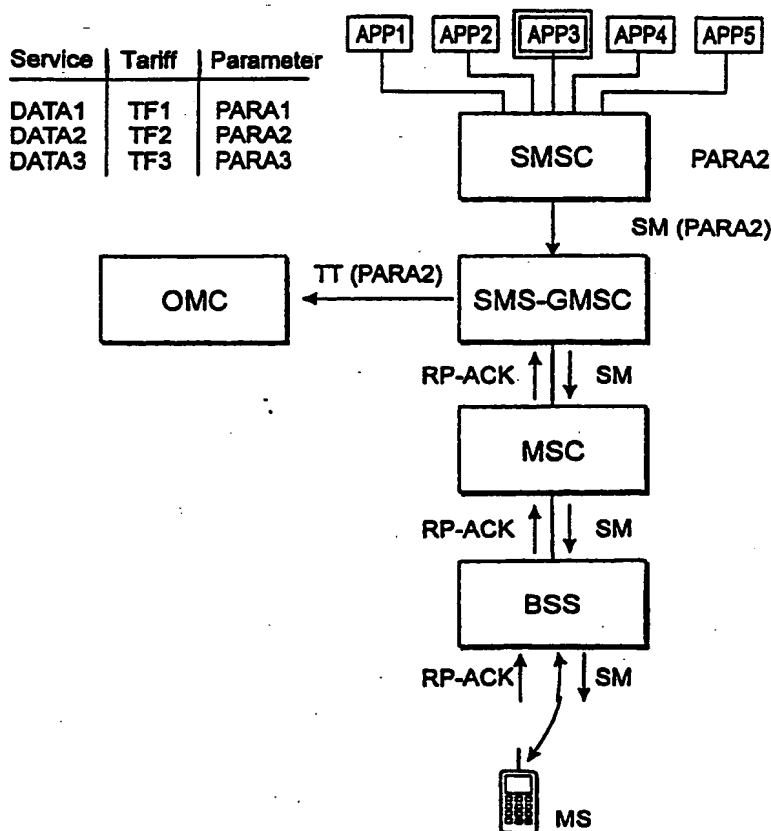 APP1 APP2 APP3 APP4 APP5
Service Tariff Parameter
DATA1 TF1 PARA1
DATA2 TF2 PARA2
DATA3 TF3 PARA3
SMSC
PARA2
SM (PARA2)
OMC
TT (PARA2)
SMS-GMSC
RP-ACK SM
MSC
RP-ACK SM
BSS
RP-ACK SM
MS